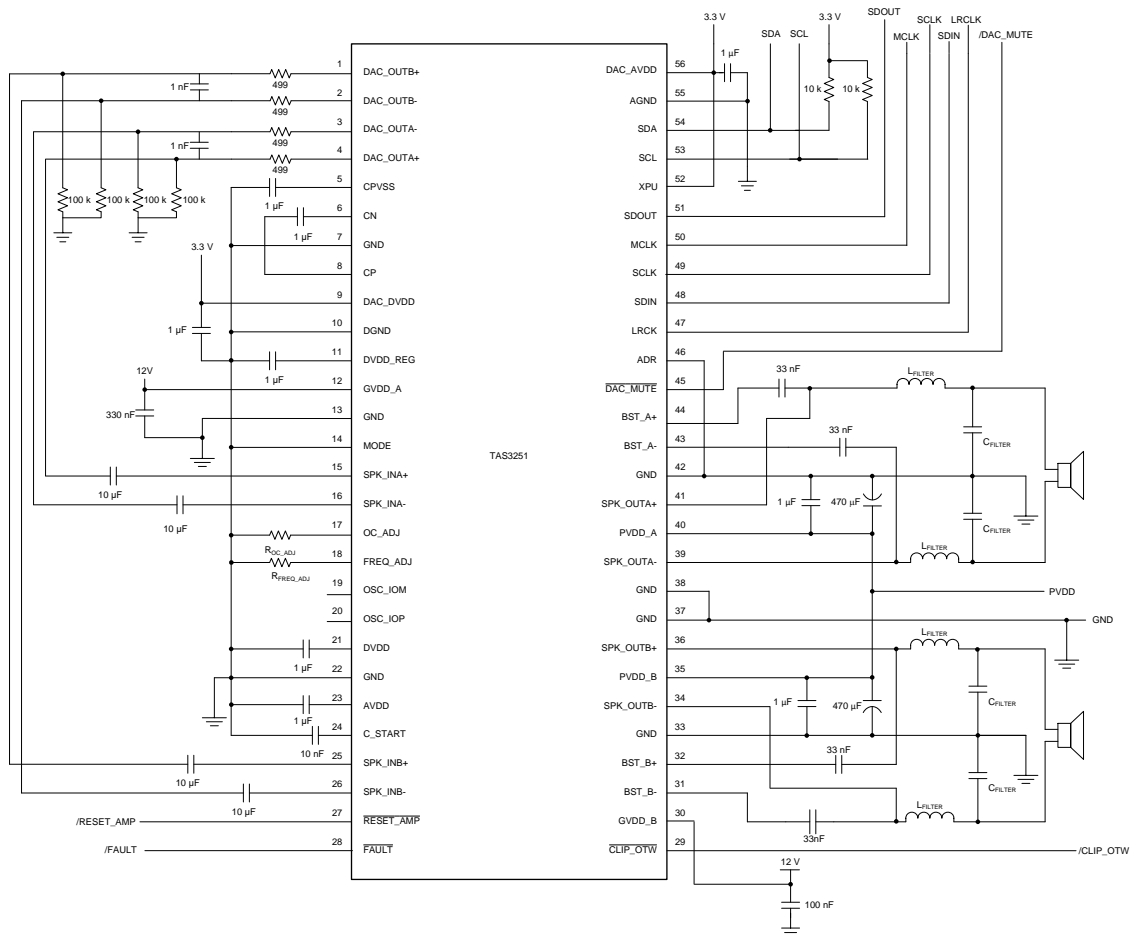 3.3 V
3.3 V
SDOUT
SCLK
LRCLK
SDA
SCL
MCLK
SDIN
/DAC_MUTE
1 µF
10 k
10 k
TAS3251
1
DAC_OUTB+
1 nF
499
2
DAC_OUTB-
499
3
DAC_OUTA-
1 nF
499
4
DAC_OUTA+
499
100 k
100 k
100 k
100 k
5
CPVSS
1 µF
6
CN
1 µF
7
GND
3.3 V
8
CP
9
DAC_DVDD
1 µF
10
DGND
11
DVDD_REG
1 µF
12V
12
GVDD_A
330 nF
13
GND
14
MODE
15
SPK_INA+
10 µF
16
SPK_INA-
10 µF
17
OC_ADJ
ROC_ADJ
18
FREQ_ADJ
RFREQ_ADJ
19
OSC_IOM
20
OSC_IOP
21
DVDD
1 µF
22
GND
23
AVDD
1 µF
24
C_START
10 nF
25
SPK_INB+
10 µF
26
SPK_INB-
10 µF
27
/RESET_AMP
RESET_AMP
28
/FAULT
FAULT
DAC_AVDD
56
AGND
55
SDA
54
SCL
53
XPU
52
SDOUT
51
MCLK
50
SCLK
49
SDIN
48
LRCK
47
ADR
46
DAC_MUTE
45
33 nF
LFILTER
BST_A+
44
CFILTER
BST_A-
43
33 nF
GND
42
SPK_OUTA+
41
1 µF
470 µF
CFILTER
PVDD_A
40
SPK_OUTA-
39
LFILTER
GND
38
PVDD
GND
37
GND
SPK_OUTB+
36
LFILTER
PVDD_B
35
SPK_OUTB-
34
1 µF
470 µF
CFILTER
GND
33
BST_B+
32
33 nF
CFILTER
BST_B-
31
LFILTER
33nF
GVDD_B
30
CLIP_OTW
29
/CLIP_OTW
12 V
100 nF